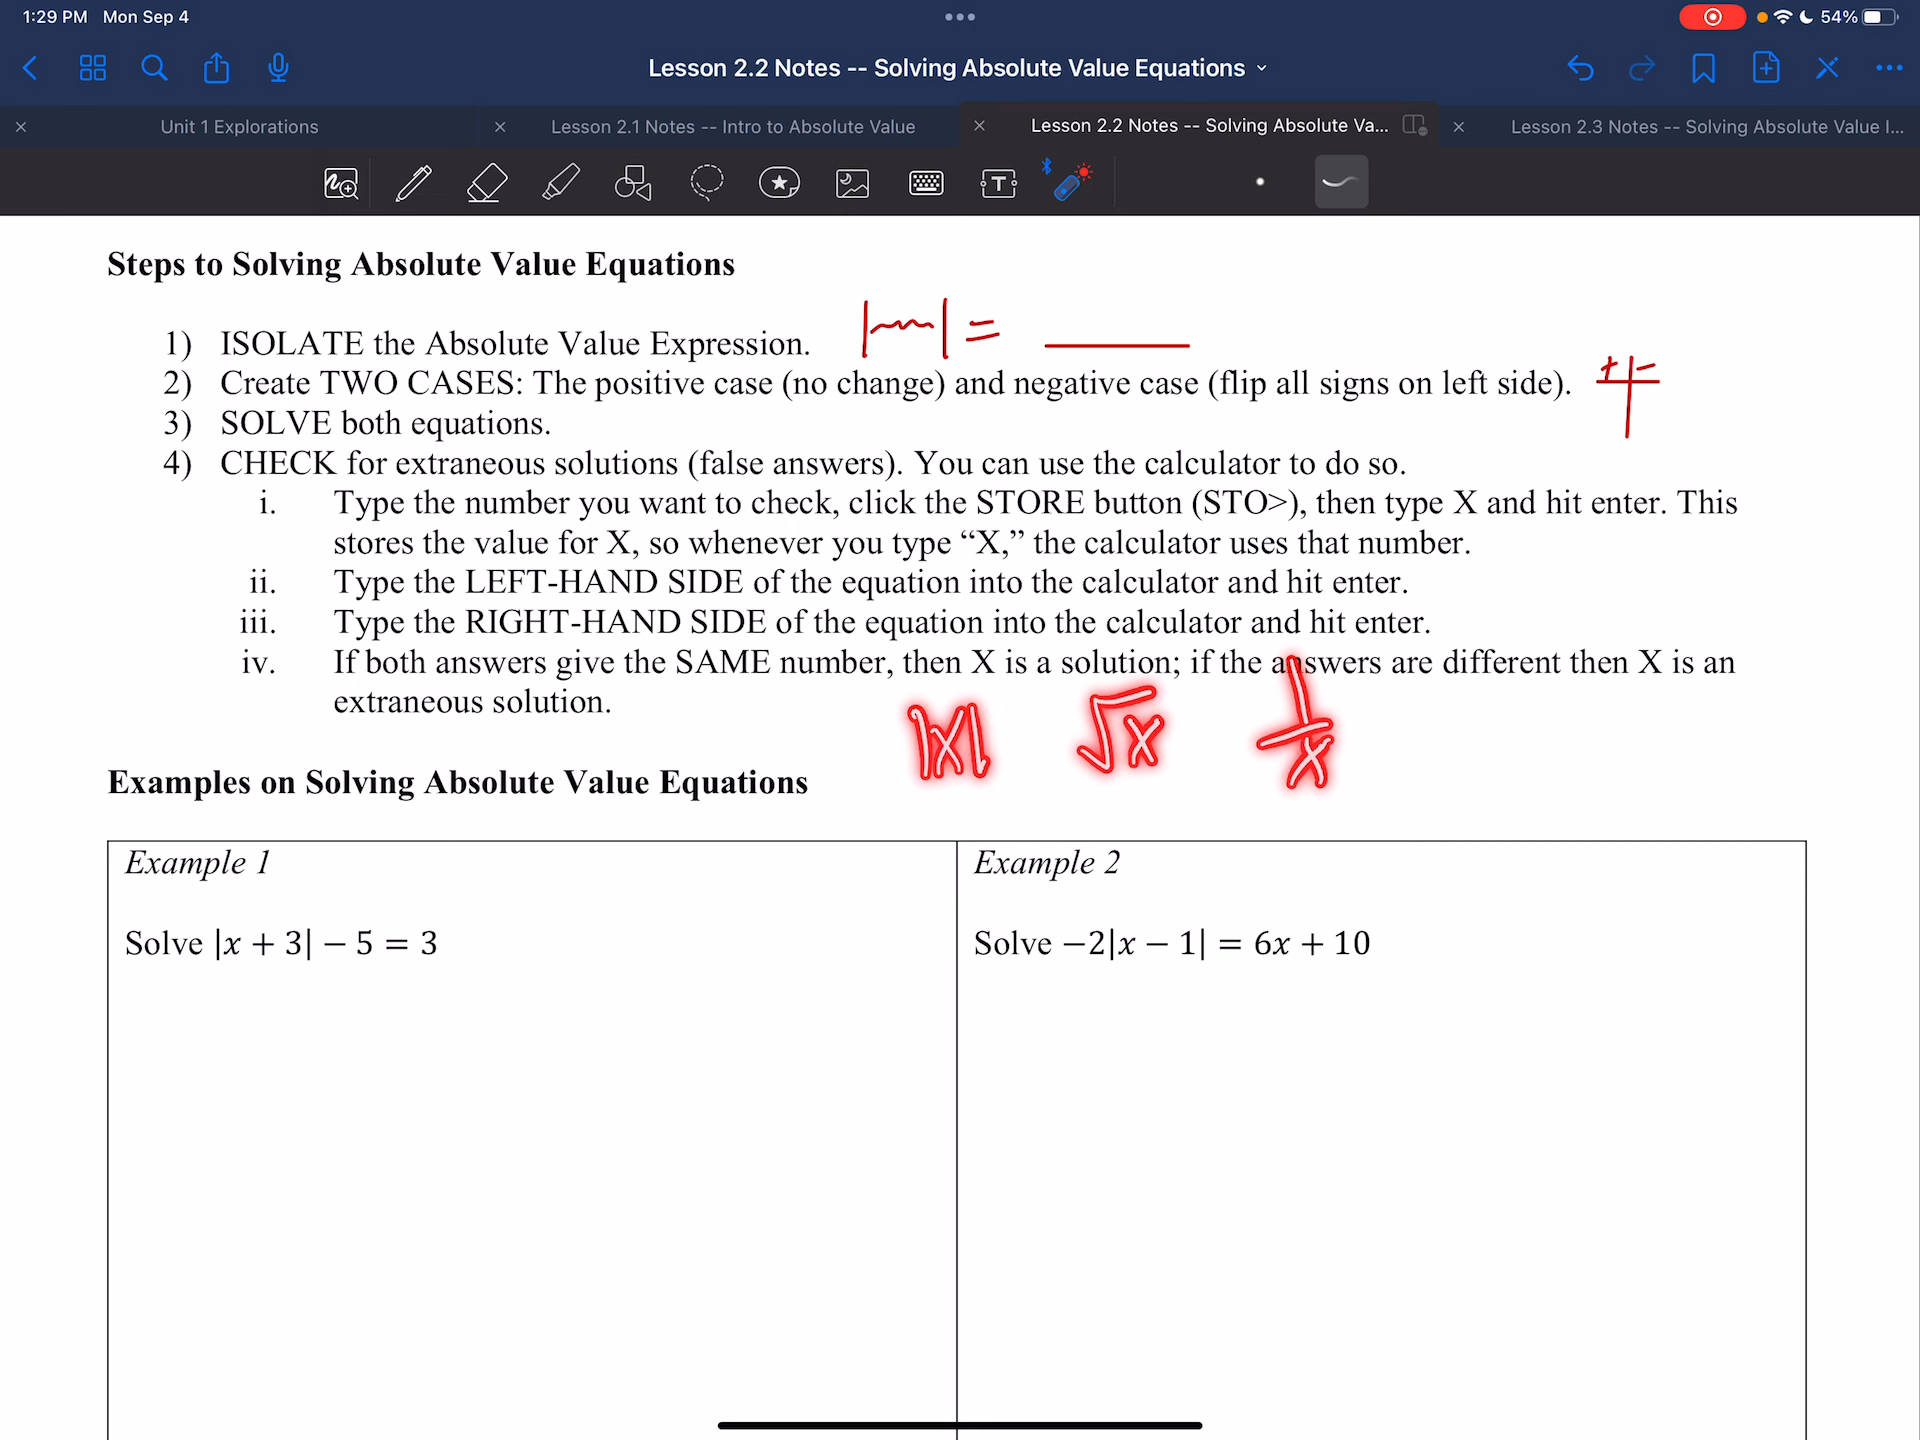 1:29 PM Mon Sep 4
54%
Lesson 2.2 Notes -- Solving Absolute Value Equations
Unit 1 Explorations
Lesson 2.1 Notes -- Intro to Absolute Value
Lesson 2.2 Notes -- Solving Absolute Va...
Lesson 2.3 Notes -- Solving Absolute Value I...
Steps to Solving Absolute Value Equations
1) ISOLATE the Absolute Value Expression. | | = ____
2) Create TWO CASES: The positive case (no change) and negative case (flip all signs on left side). + -
3) SOLVE both equations.
4) CHECK for extraneous solutions (false answers). You can use the calculator to do so.
i. Type the number you want to check, click the STORE button (STO>), then type X and hit enter. This
stores the value for X, so whenever you type “X,” the calculator uses that number.
ii. Type the LEFT-HAND SIDE of the equation into the calculator and hit enter.
iii. Type the RIGHT-HAND SIDE of the equation into the calculator and hit enter.
iv. If both answers give the SAME number, then X is a solution; if the answers are different then X is an
extraneous solution.
|x| √x 1/x
Examples on Solving Absolute Value Equations
Example 1
Solve |x + 3| − 5 = 3
Example 2
Solve −2|x − 1| = 6x + 10